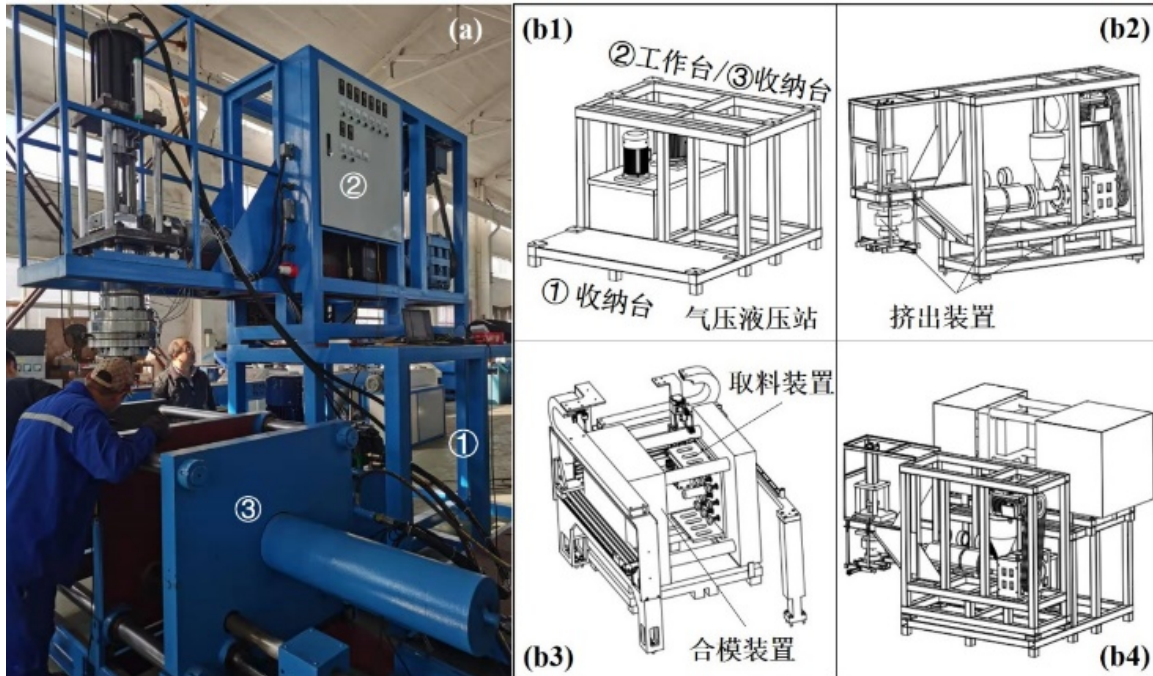 (a)
②
①
③
(b1)
②工作台/③收纳台
①收纳台
气压液压站
(b2)
挤出装置
取料装置
合模装置
(b3)
(b4)